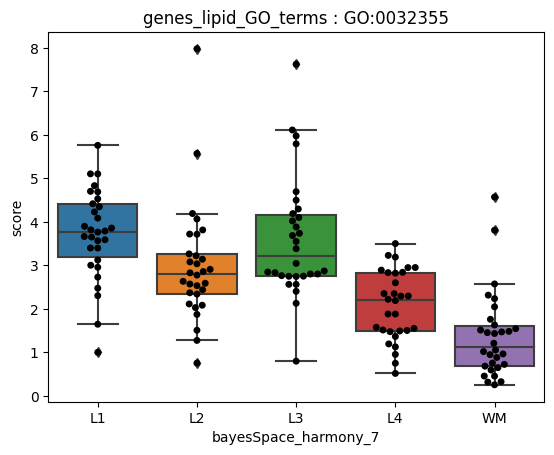 genes_lipid_GO_terms : GO:0032355
8
7
6
5
4
3
2
1
0
score
L1 L2 L3 L4 WM
bayesSpace_harmony_7